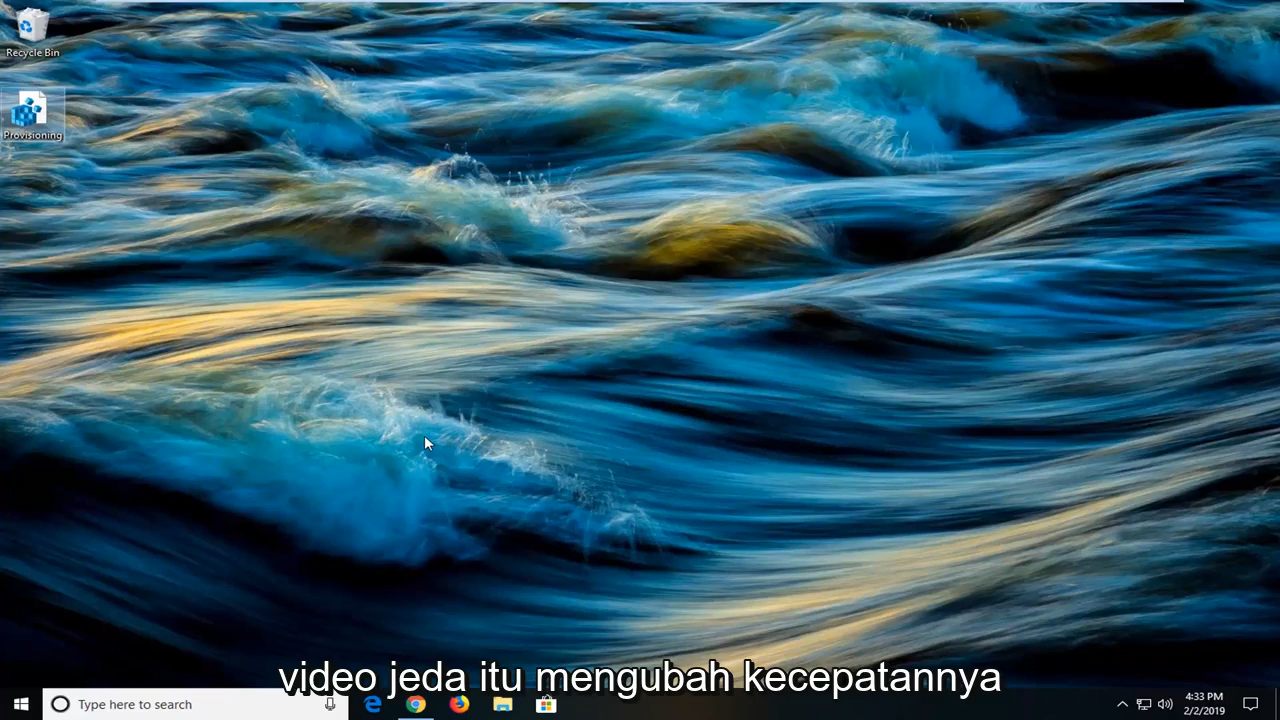 Recycle Bin
Provisioning
video jeda itu mengubah kecepatannya
Type here to search
4:33 PM
2/2/2019